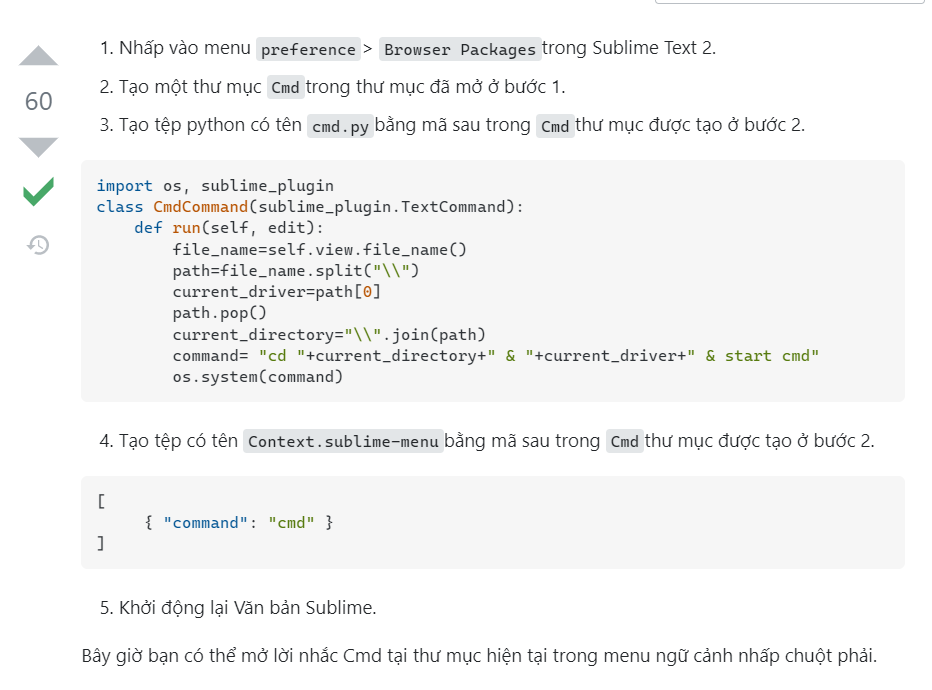 1. Nhấp vào menu preference > Browser Packages trong Sublime Text 2.
2. Tạo một thư mục Cmd trong thư mục đã mở ở bước 1.
60
3. Tạo tệp python có tên cmd.py bằng mã sau trong Cmd thư mục được tạo ở bước 2.
import os, sublime_plugin
class CmdCommand(sublime_plugin.TextCommand):
    def run(self, edit):
        file_name=self.view.file_name()
        path=file_name.split("\\")
        current_driver=path[0]
        path.pop()
        current_directory="\\".join(path)
        command= "cd "+current_directory+" & "+current_driver+" & start cmd"
        os.system(command)
4. Tạo tệp có tên Context.sublime-menu bằng mã sau trong Cmd thư mục được tạo ở bước 2.
[
     { "command": "cmd" }
]
5. Khởi động lại Văn bản Sublime.
Bây giờ bạn có thể mở lời nhắc Cmd tại thư mục hiện tại trong menu ngữ cảnh nhấp chuột phải.